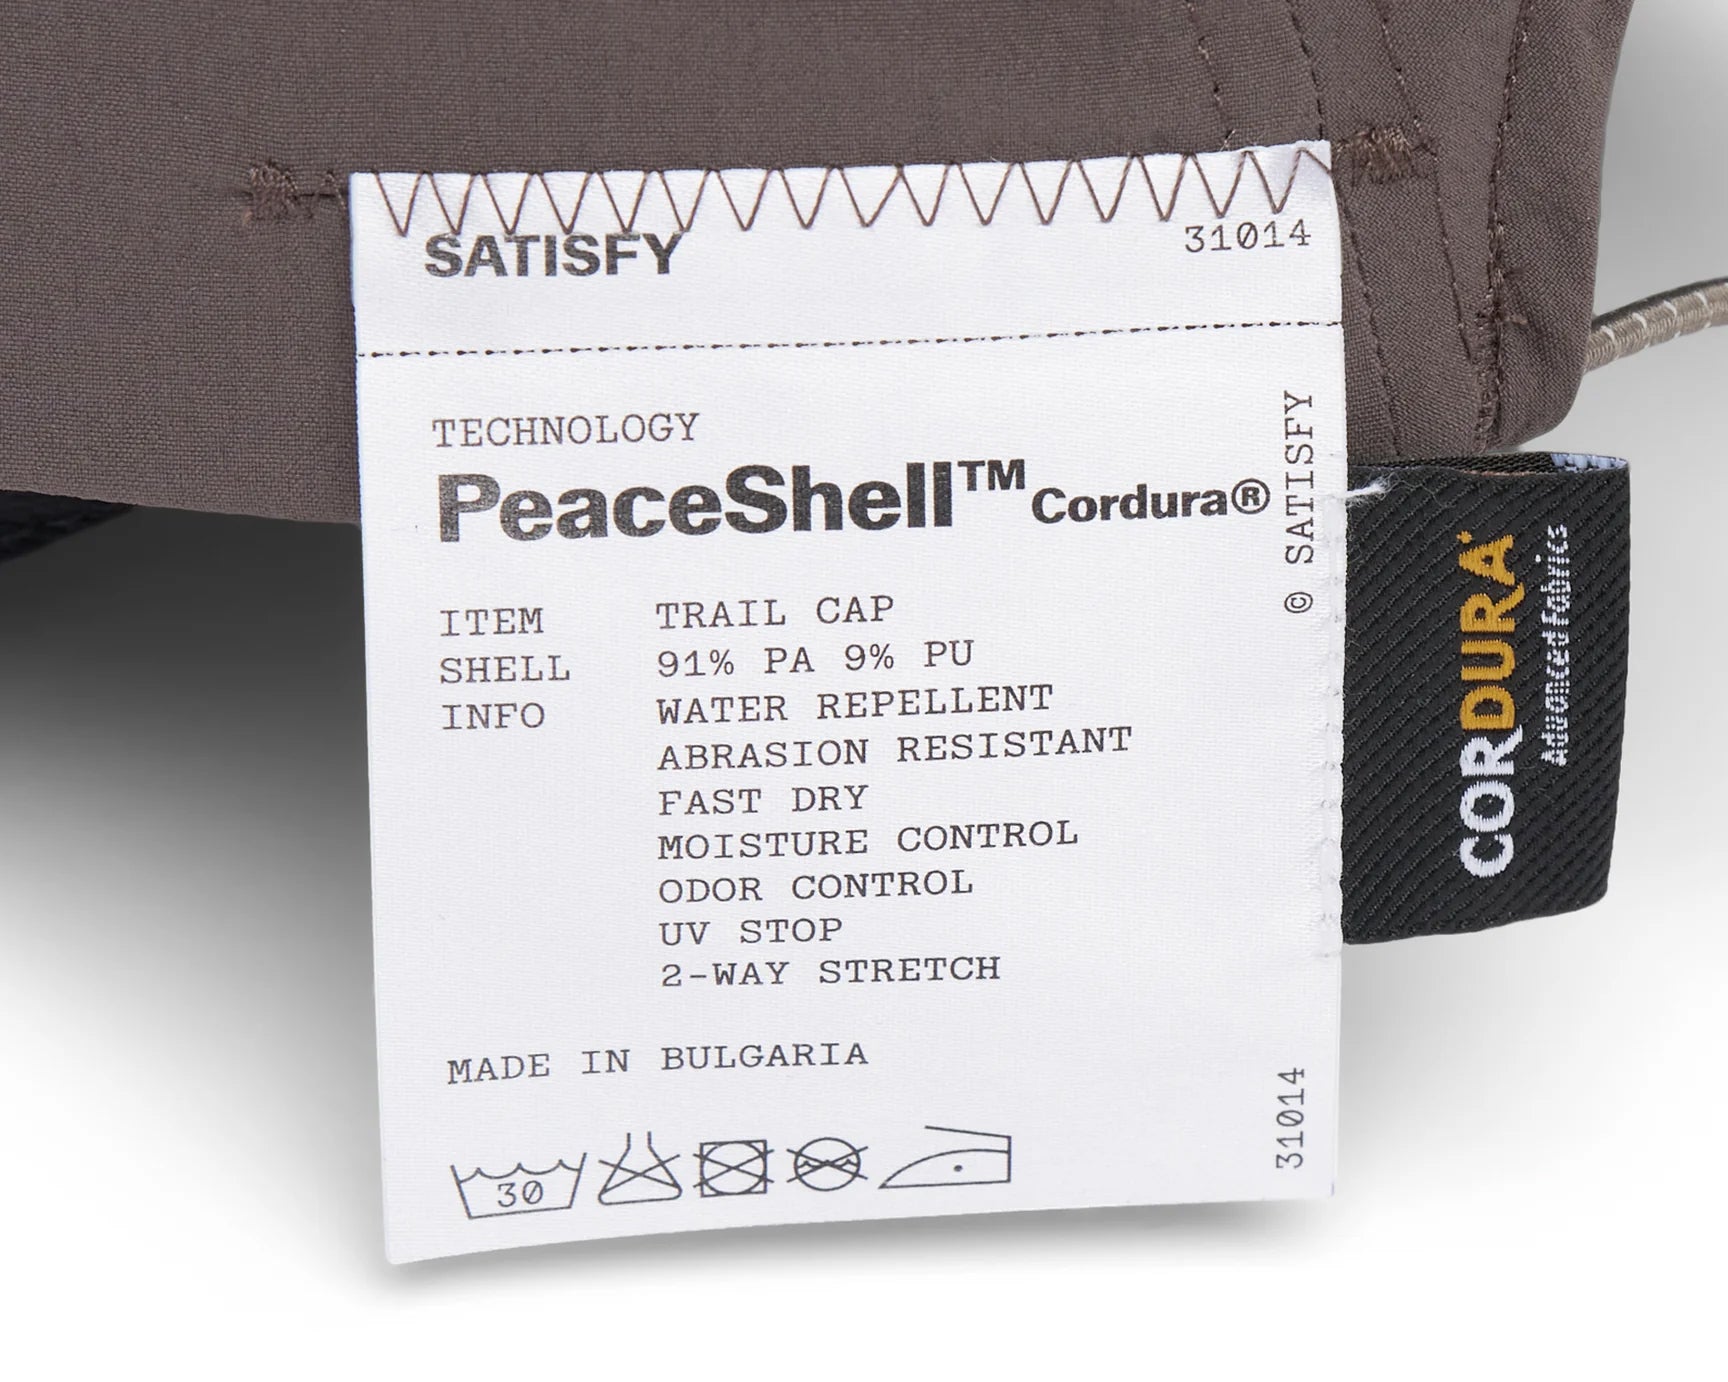 SATISFY
31014
TECHNOLOGY
PeaceShell™ Cordura®
ITEM TRAIL CAP
SHELL 91% PA 9% PU
INFO WATER REPELLENT
ABRASION RESISTANT
FAST DRY
MOISTURE CONTROL
ODOR CONTROL
UV STOP
2-WAY STRETCH
MADE IN BULGARIA
30
© SATISFY
31014
CORDURA
Advanced Fabrics